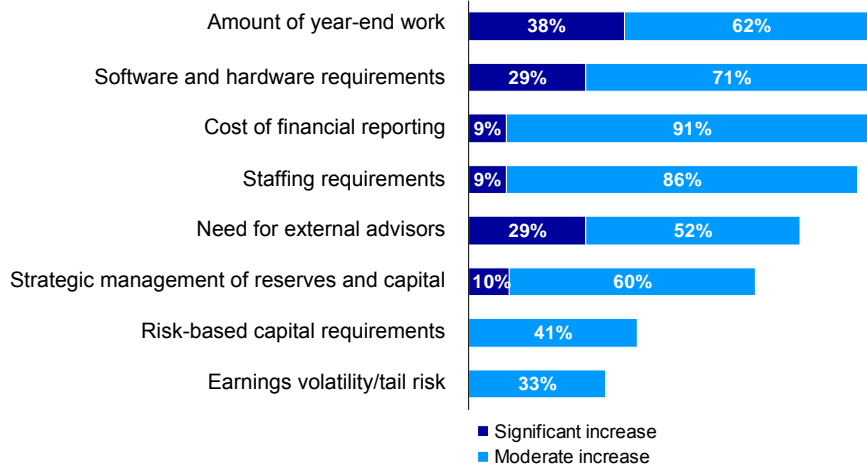 Amount of year-end work 38% 62%
Software and hardware requirements 29% 71%
Cost of financial reporting 9% 91%
Staffing requirements 9% 86%
Need for external advisors 29% 52%
Strategic management of reserves and capital 10% 60%
Risk-based capital requirements 41%
Earnings volatility/tail risk 33%
Significant increase
Moderate increase